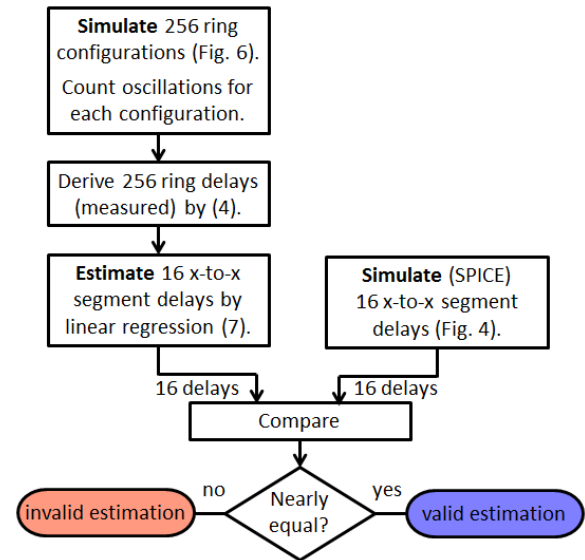 Simulate 256 ring
configurations (Fig. 6).
Count oscillations for
each configuration.
Derive 256 ring delays
(measured) by (4).
Estimate 16 x-to-x
segment delays by
linear regression (7).
Simulate (SPICE)
16 x-to-x segment
delays (Fig. 4).
16 delays
16 delays
Compare
no
Nearly
equal?
yes
invalid estimation
valid estimation